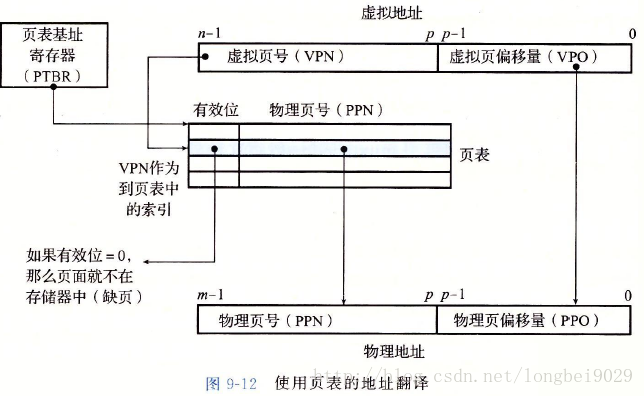 虚拟地址
页表基址
寄存器
（PTBR）
n-1
p
p-1
0
虚拟页号（VPN）
虚拟页偏移量（VPO）
有效位
物理页号（PPN）
页表
VPN作为
到页表中
的索引
如果有效位=0，
那么页面就不在
存储器中（缺页）
m-1
p
p-1
0
物理页号（PPN）
物理页偏移量（PPO）
物理地址
http://blog.csdn.net/longbei9029
图 9-12 使用页表的地址翻译